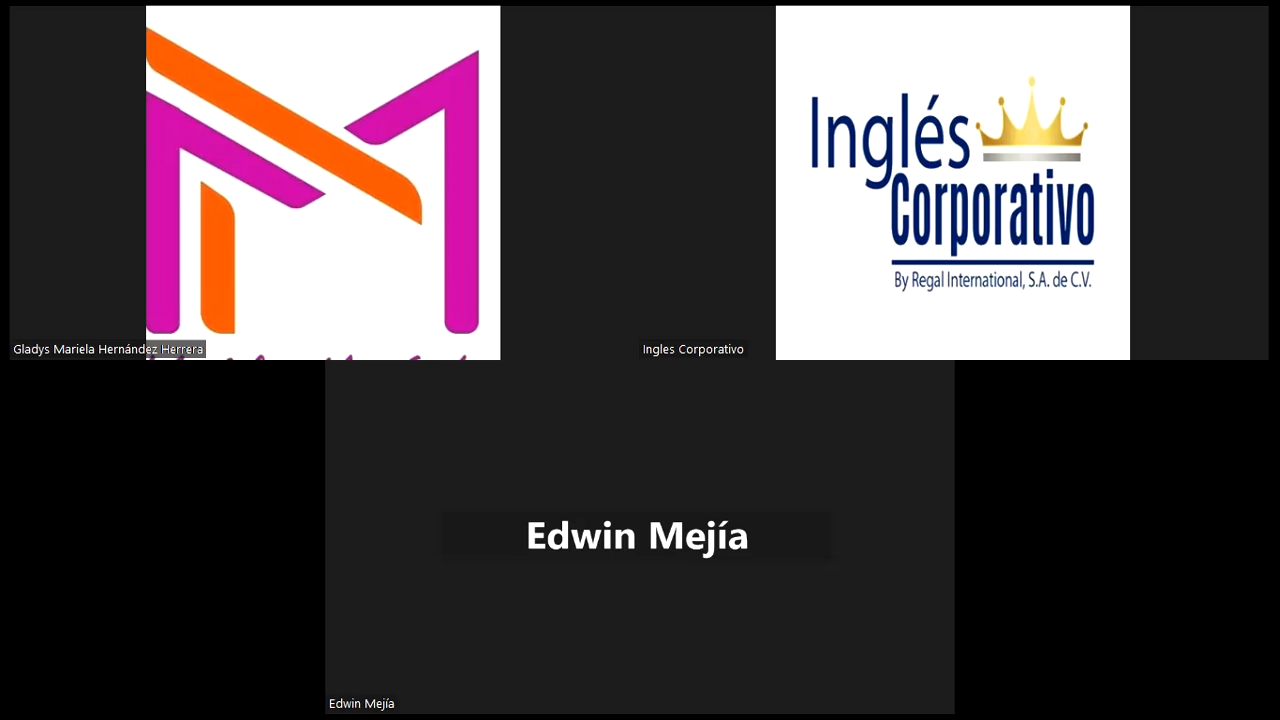 Inglés
Corporativo
By Regal International, S.A. de C.V.
Gladys Mariela Hernández Herrera
Ingles Corporativo
Edwin Mejía
Edwin Mejía